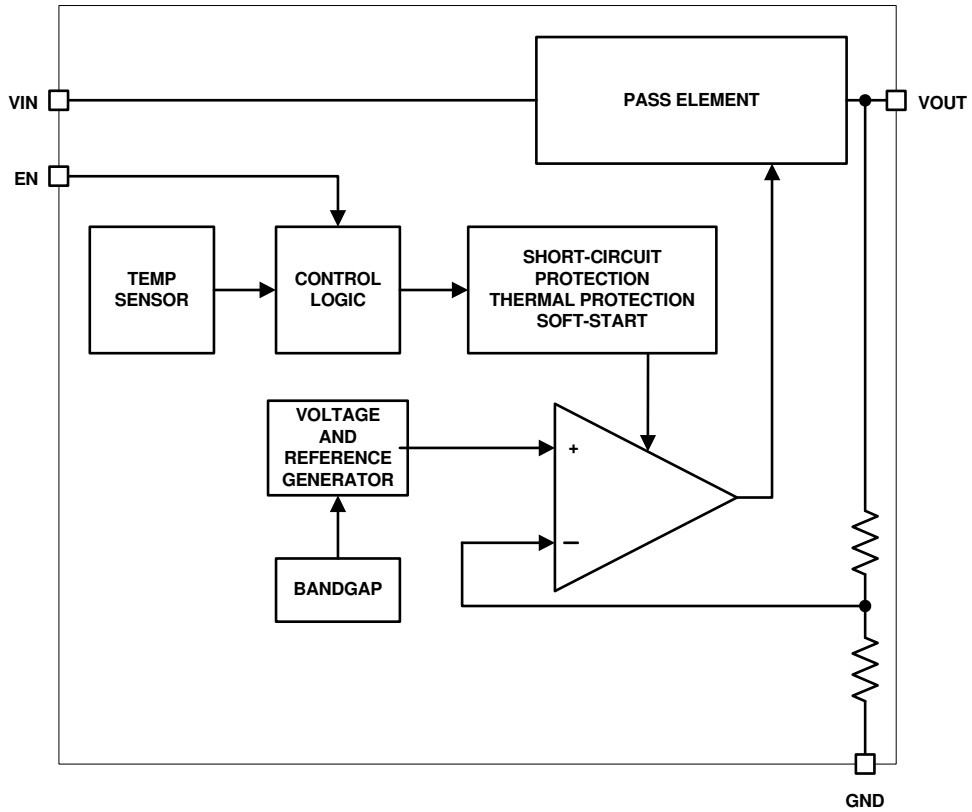 PASS ELEMENT
VIN
VOUT
EN
TEMP
SENSOR
CONTROL
LOGIC
SHORT-CIRCUIT
PROTECTION
THERMAL PROTECTION
SOFT-START
VOLTAGE
AND
REFERENCE
GENERATOR
+
−
BANDGAP
GND